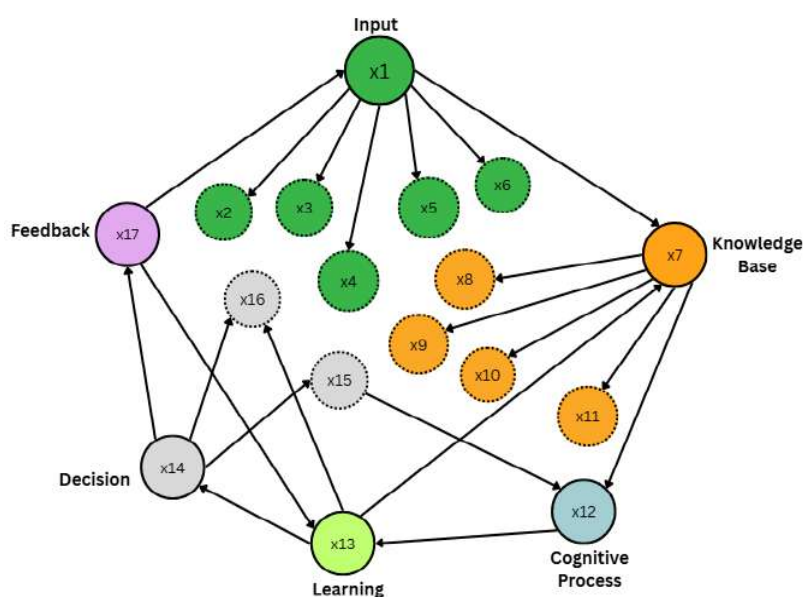 Input
x1
x6
x2
x3
x5
Feedback
x17
Knowledge
Base
x7
x8
x4
x16
x9
x10
x15
x11
x14
Decision
x12
x13
Cognitive
Process
Learning